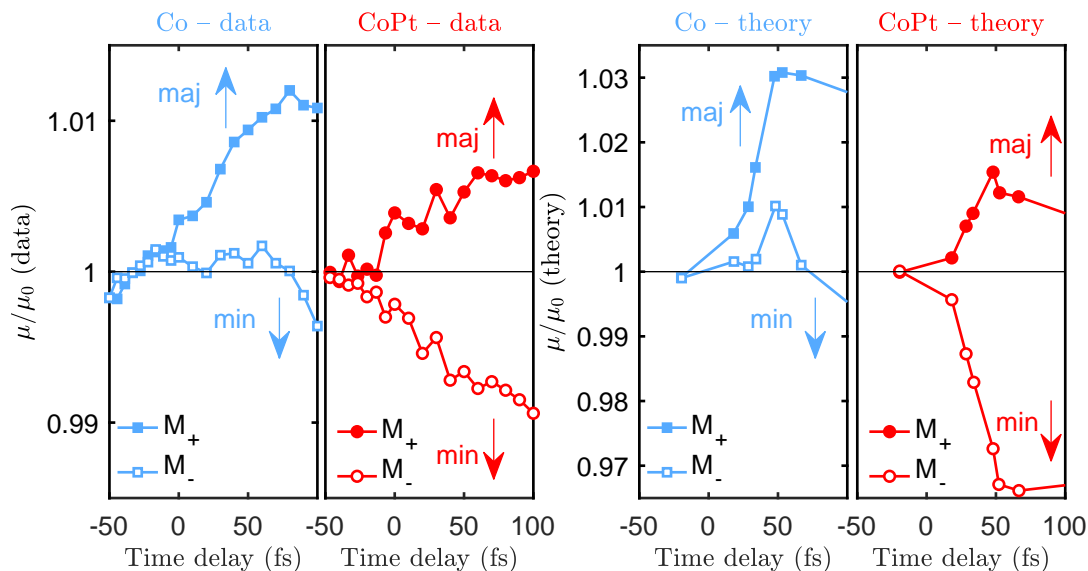 Co – data
CoPt – data
Co – theory
CoPt – theory
μ/μ₀ (data)
1.01
1
0.99
maj
min
M+
M-
-50 0 50
Time delay (fs)
maj
min
M+
M-
-50 0 50 100
Time delay (fs)
μ/μ₀ (theory)
1.03
1.02
1.01
1
0.99
0.98
0.97
maj
min
M+
M-
-50 0 50
Time delay (fs)
maj
min
M+
M-
-50 0 50 100
Time delay (fs)